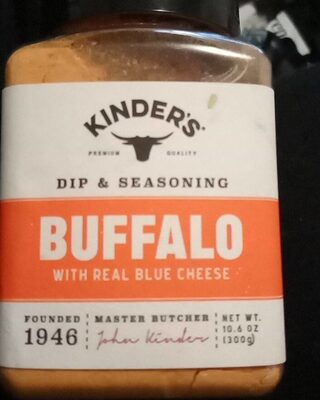 KINDER'S
PREMIUM QUALITY
DIP & SEASONING
BUFFALO
WITH REAL BLUE CHEESE
FOUNDED
1946
MASTER BUTCHER
John Kinder
NET WT.
10.6 OZ
(300g)